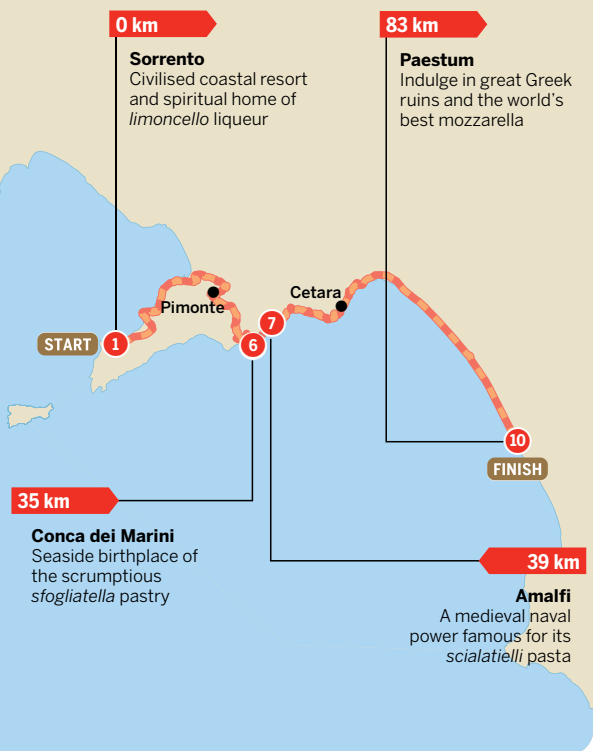 0 km
Sorrento
Civilised coastal resort
and spiritual home of
limoncello liqueur
83 km
Paestum
Indulge in great Greek
ruins and the world's
best mozzarella
Pimonte
Cetara
START
1
6
7
10
FINISH
35 km
Conca dei Marini
Seaside birthplace of
the scrumptious
sfogliatella pastry
39 km
Amalfi
A medieval naval
power famous for its
scialatielli pasta